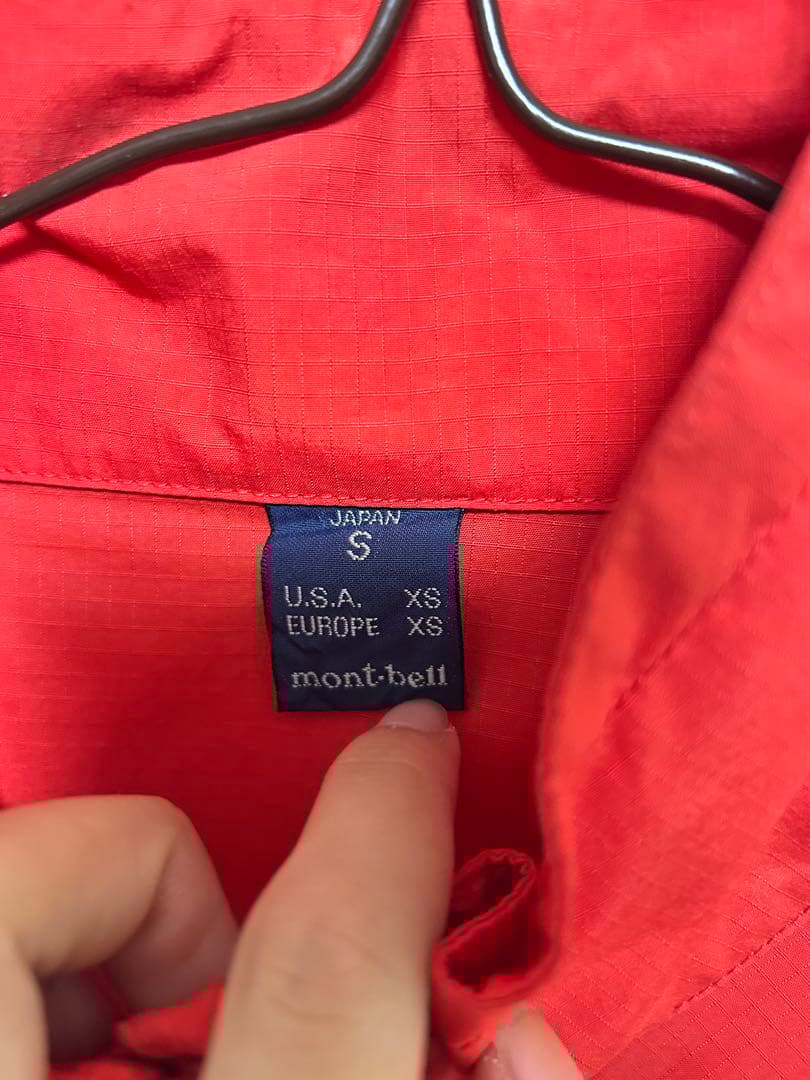 JAPAN
S
U.S.A. XS
EUROPE XS
mont·bell